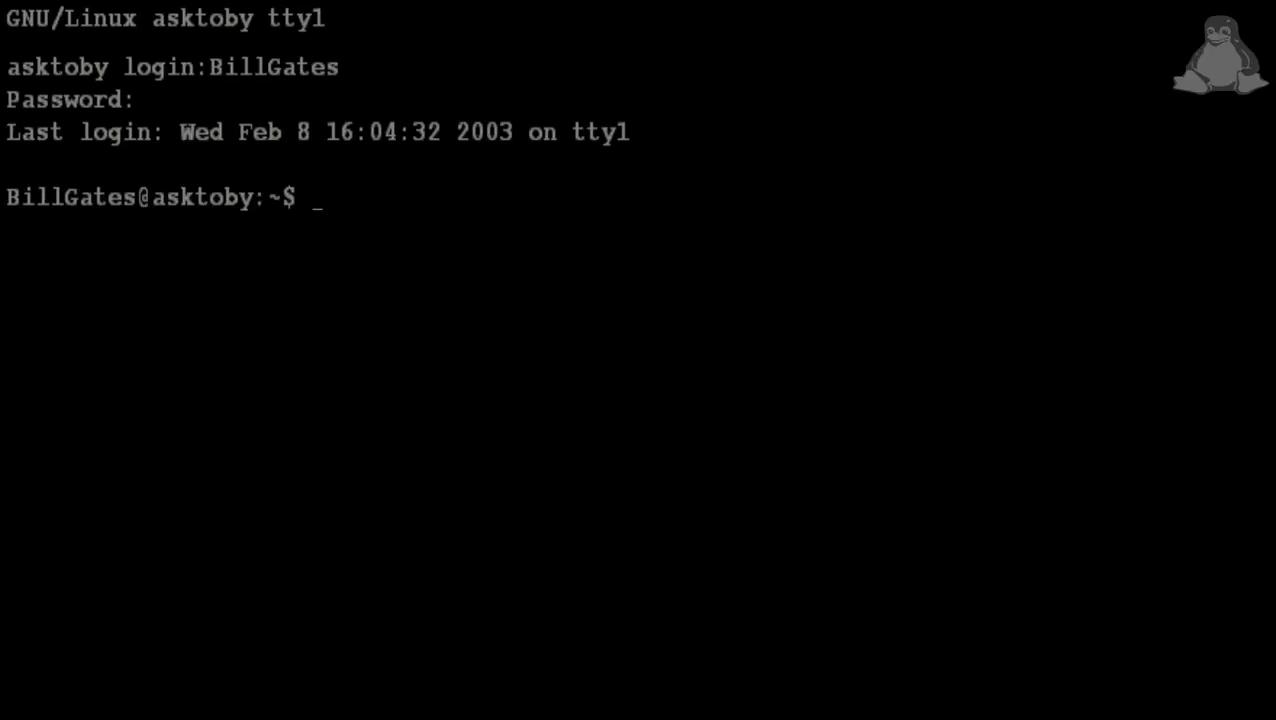 GNU/Linux asktoby tty1
asktoby login:BillGates
Password:
Last login: Wed Feb 8 16:04:32 2003 on tty1
BillGates@asktoby:~$ _